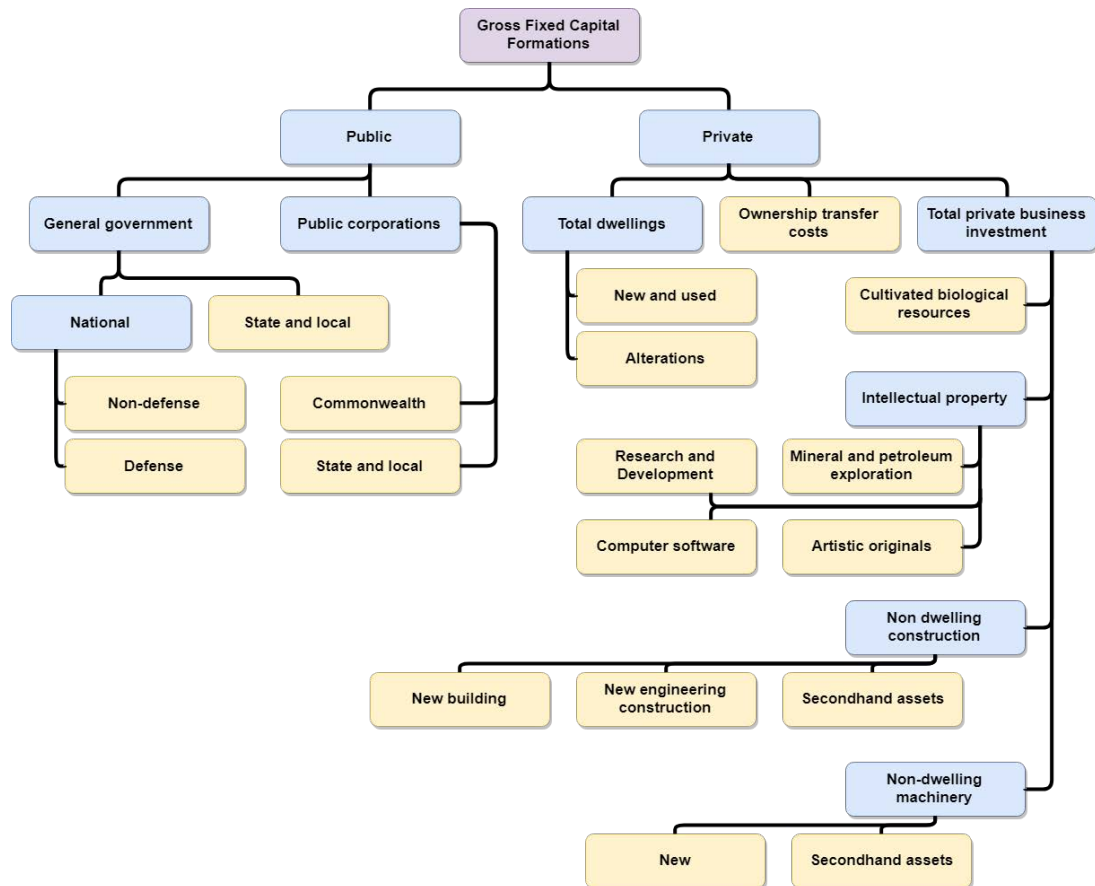 Gross Fixed Capital
Formations
Public
Private
General government
Public corporations
Total dwellings
Ownership transfer
costs
Total private business
investment
New and used
Cultivated biological
resources
National
State and local
Alterations
Non-defense
Commonwealth
Intellectual property
Defense
State and local
Research and
Development
Mineral and petroleum
exploration
Computer software
Artistic originals
Non dwelling
construction
New building
New engineering
construction
Secondhand assets
Non-dwelling
machinery
New
Secondhand assets